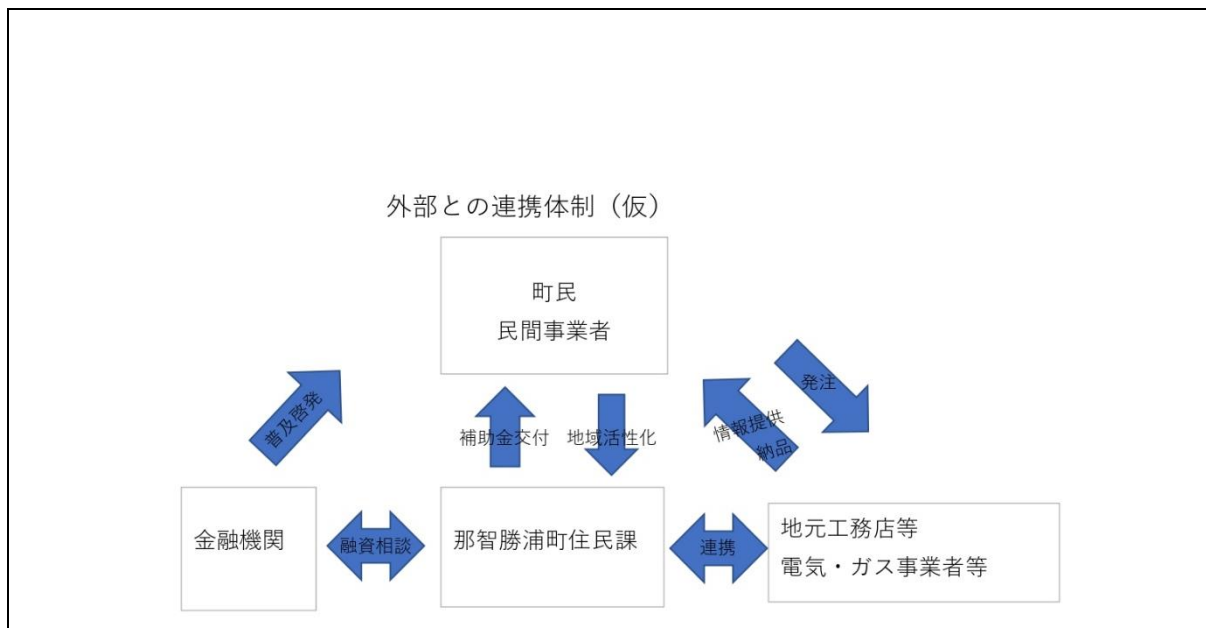 外部との連携体制（仮）
町民
民間事業者
普及啓発
補助金交付
地域活性化
情報提供
納品
発注
金融機関
融資相談
那智勝浦町住民課
連携
地元工務店等
電気・ガス事業者等